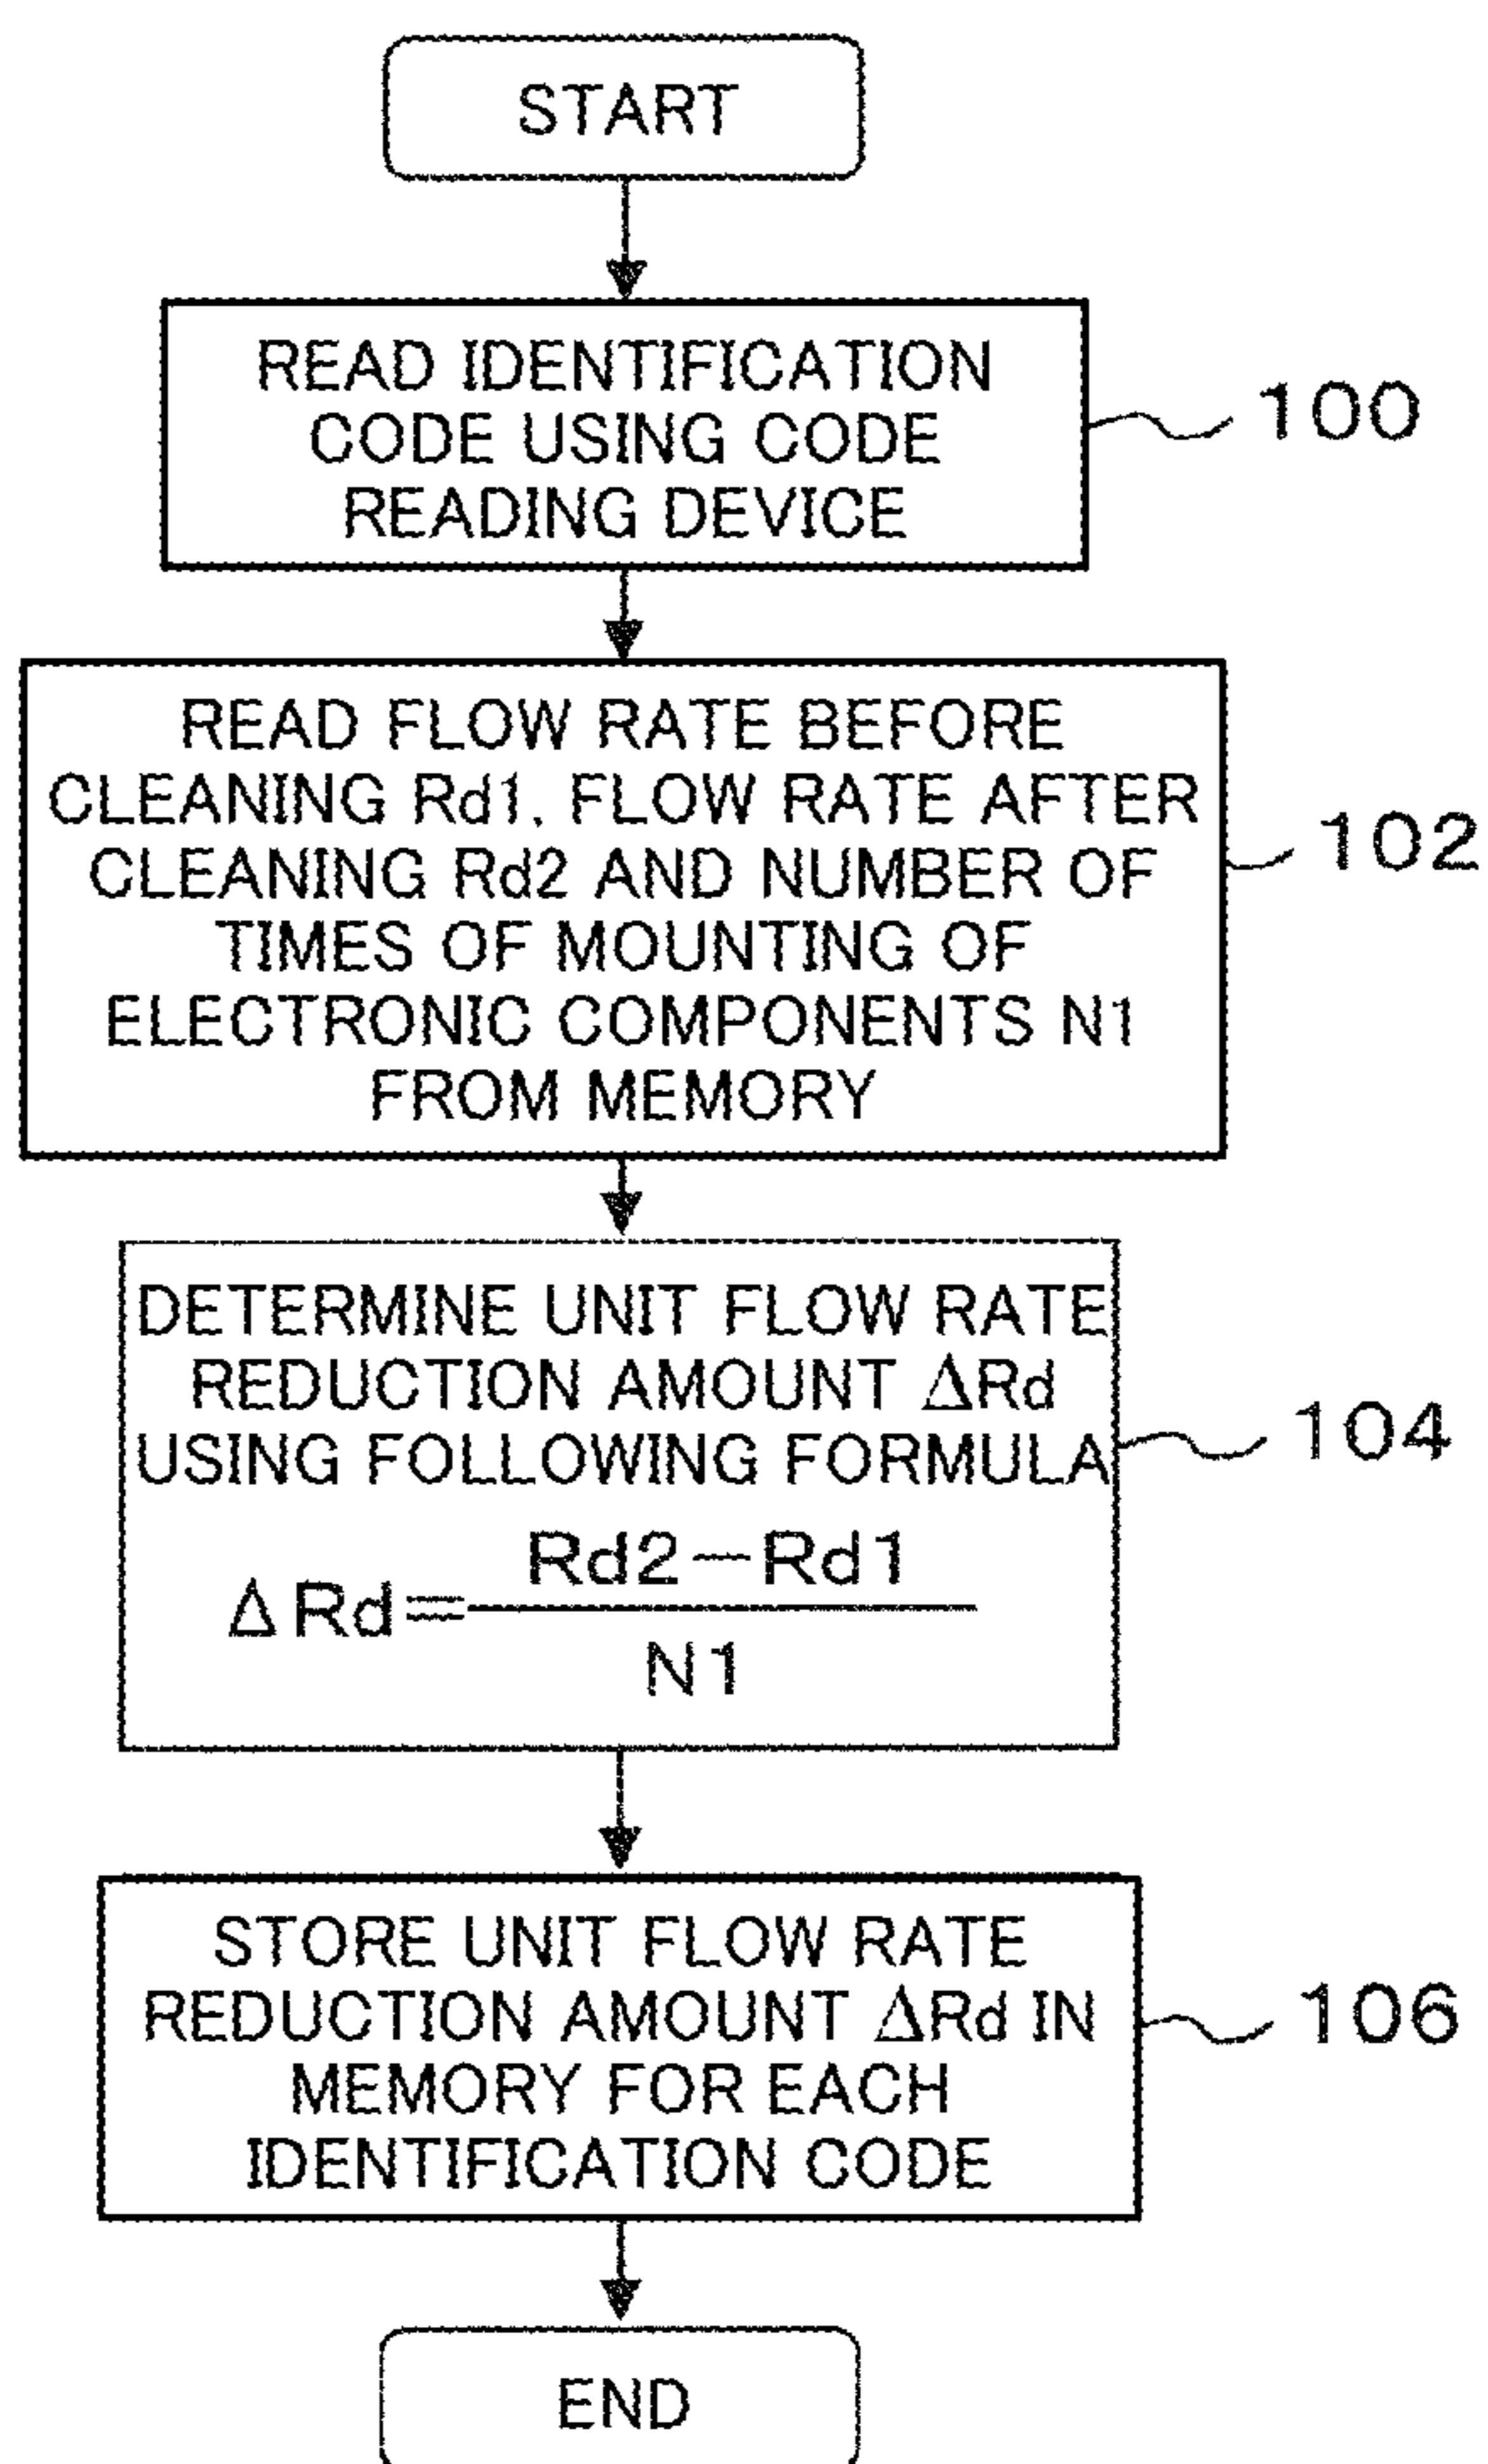 START
READ IDENTIFICATION
CODE USING CODE
READING DEVICE
100
READ FLOW RATE BEFORE
CLEANING Rd1, FLOW RATE AFTER
CLEANING Rd2 AND NUMBER OF
TIMES OF MOUNTING OF
ELECTRONIC COMPONENTS N1
FROM MEMORY
102
DETERMINE UNIT FLOW RATE
REDUCTION AMOUNT ΔRd
USING FOLLOWING FORMULA
104
Rd2−Rd1
ΔRd=
N1
STORE UNIT FLOW RATE
REDUCTION AMOUNT ΔRd IN
MEMORY FOR EACH
IDENTIFICATION CODE
106
END